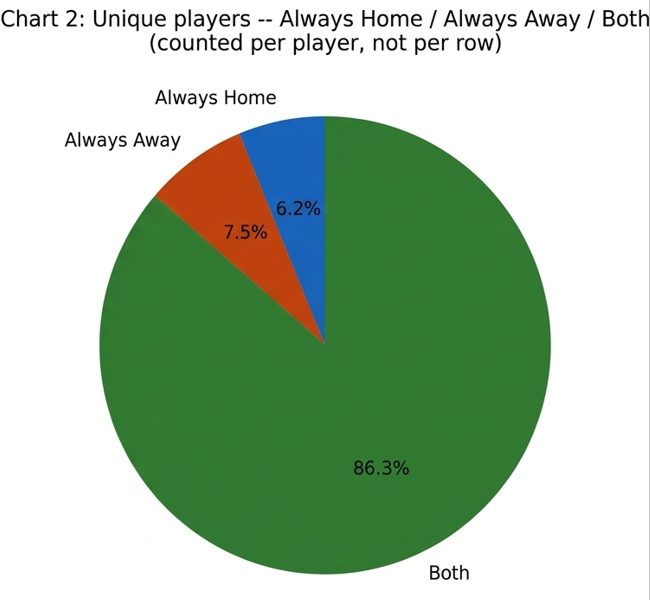 Chart 2: Unique players -- Always Home / Always Away / Both
(counted per player, not per row)
Always Home
Always Away
6.2%
7.5%
86.3%
Both